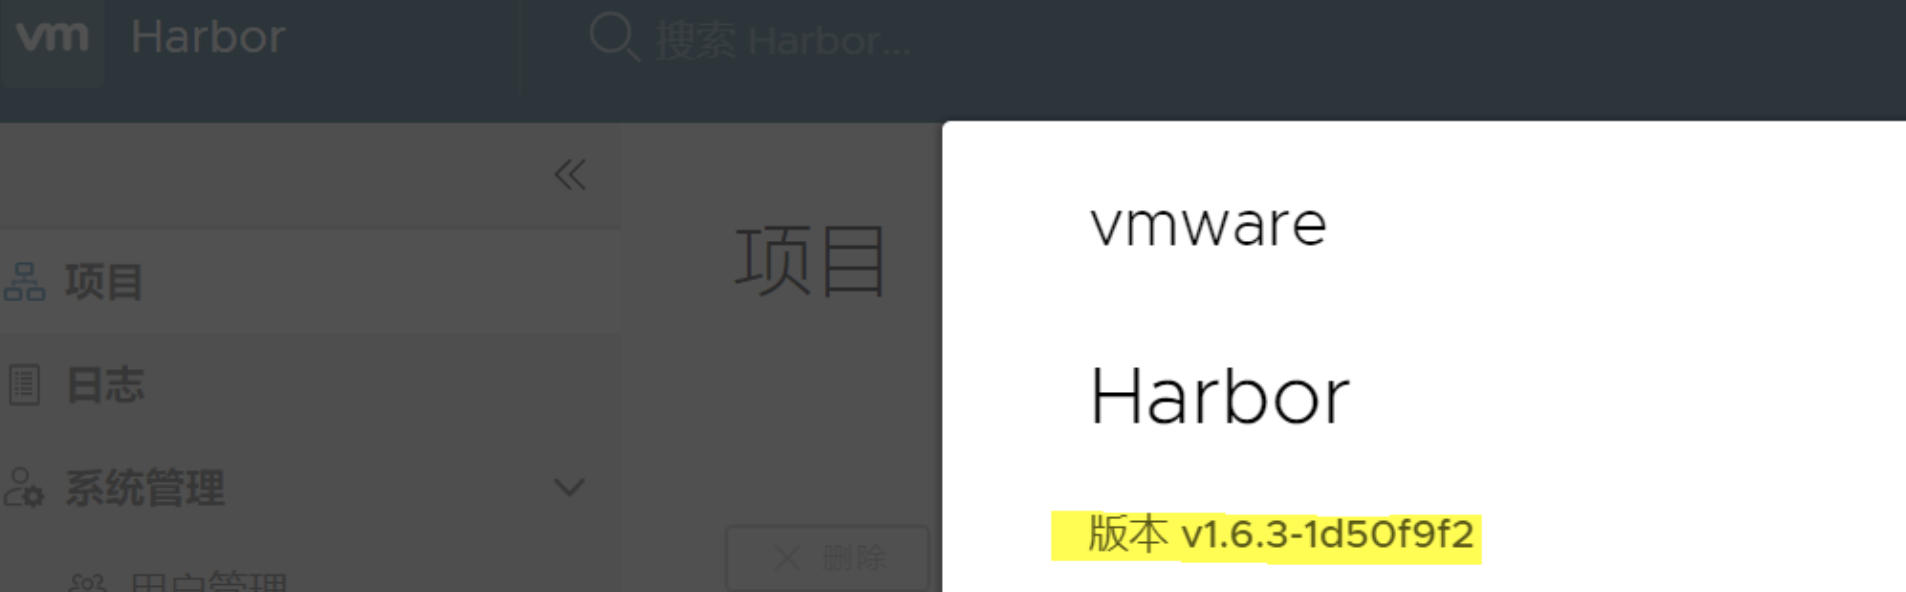 vm Harbor 搜索 Harbor...
项目
项目
日志
系统管理
用户管理
删除
vmware
Harbor
版本 v1.6.3-1d50f9f2